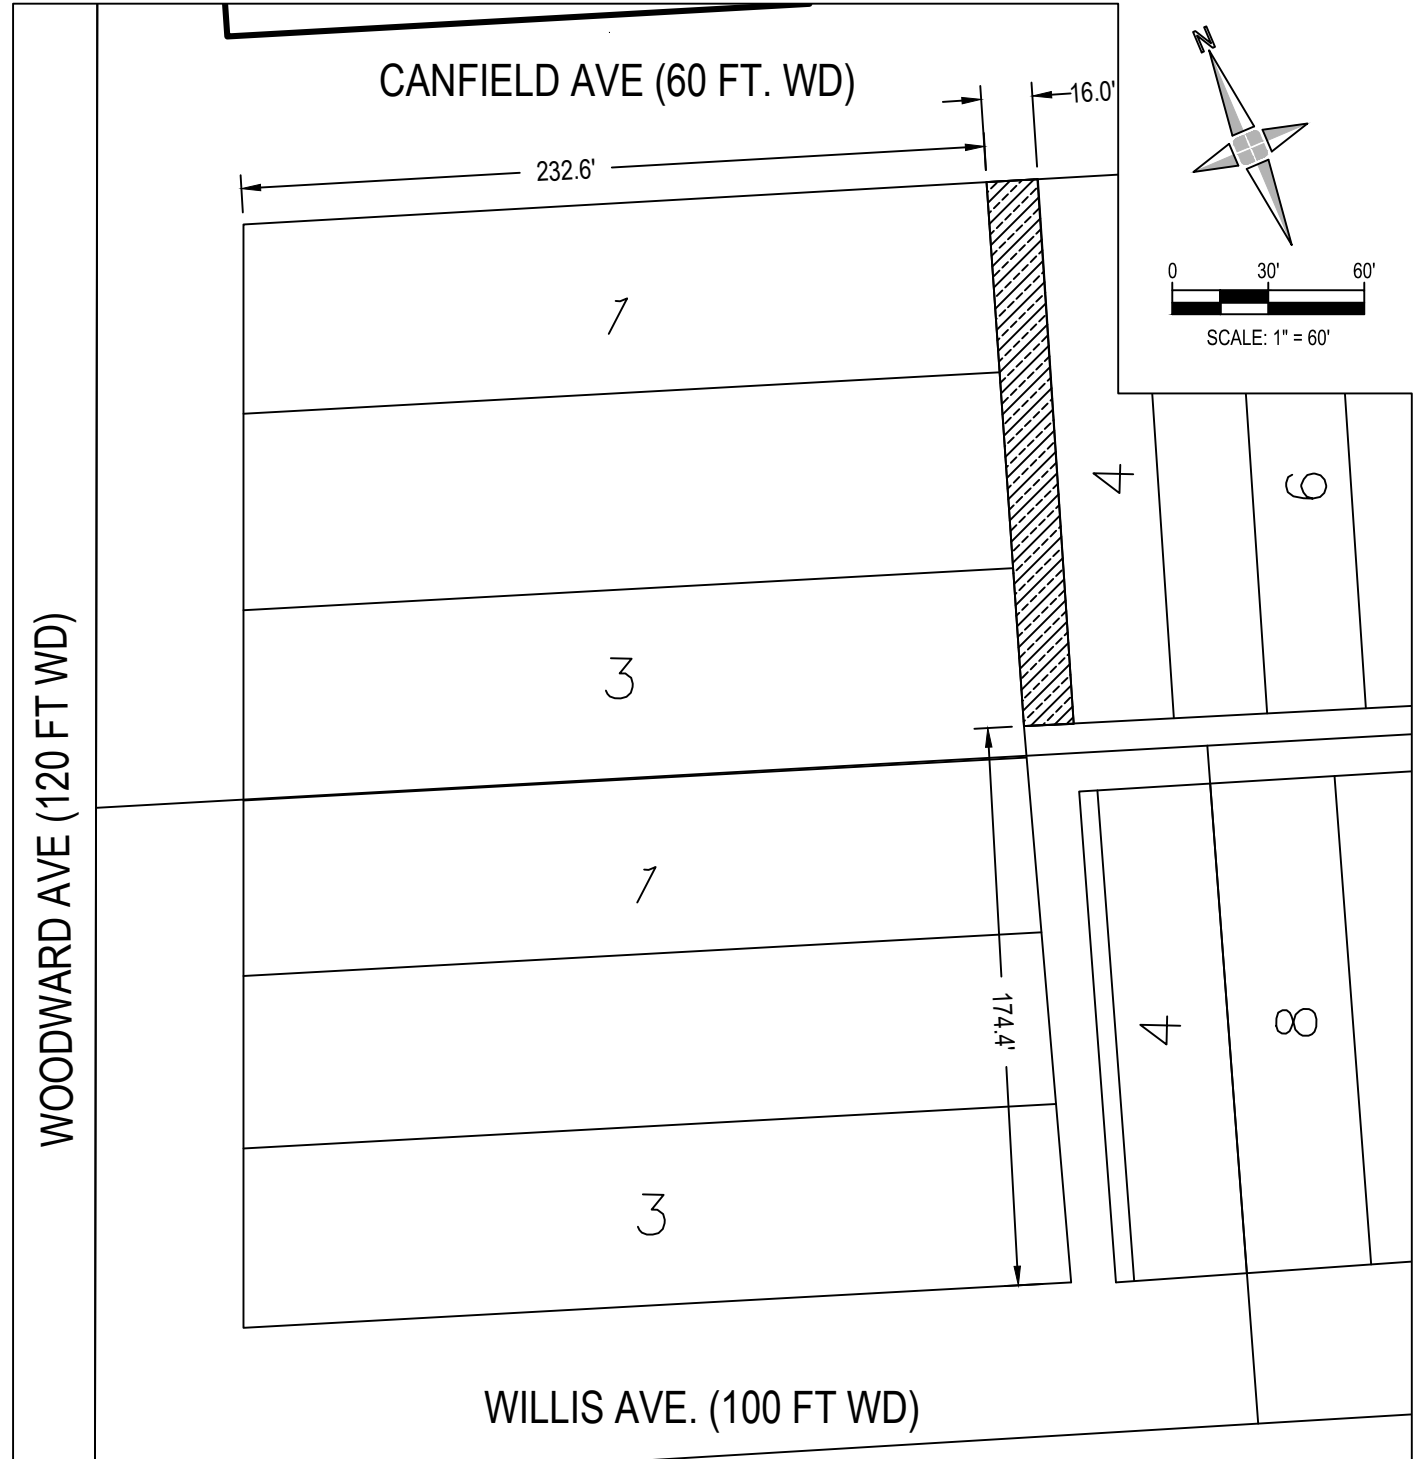 CANFIELD AVE (60 FT. WD)
N
16.0'
232.6'
0 30' 60'
SCALE: 1" = 60'
1
4
6
3
WOODWARD AVE (120 FT WD)
1
174.4'
4
8
3
WILLIS AVE. (100 FT WD)